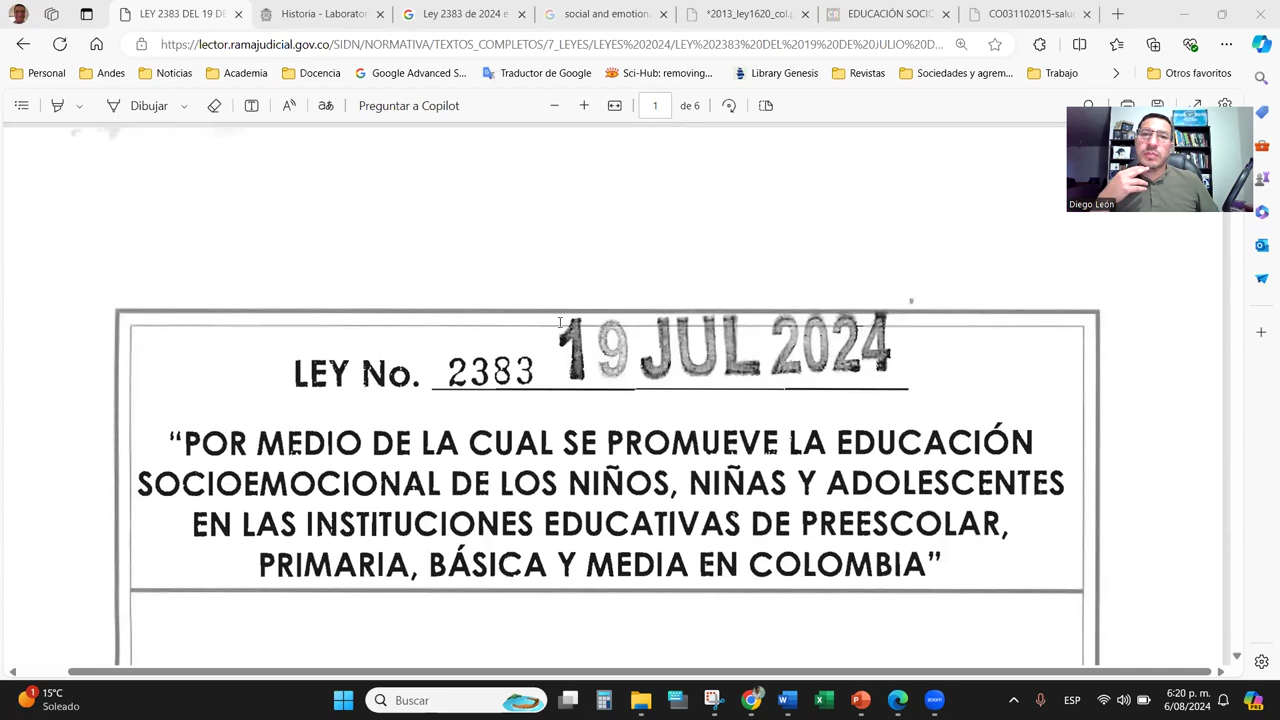 LEY 2383 DEL 19 DE
Historia - Laborator
Ley 2383 de 2024 e
social and emotion
*2013_ley1620_col.p
EDUCACIÓN SOCIO
CO031102015-salud
https://lector.ramajudicial.gov.co/SIDN/NORMATIVA/TEXTOS_COMPLETOS/7_LEYES/LEYES%202024/LEY%202383%20DEL%2019%20DE%20JULIO%20D...
Personal
Andes
Noticias
Academia
Docencia
Google Advanced S...
Traductor de Google
Sci-Hub: removing...
Library Genesis
Revistas
Sociedades y agrem...
Trabajo
Otros favoritos
Dibujar
Preguntar a Copilot
1 de 6
Diego León
LEY No. 2383 19 JUL 2024
“POR MEDIO DE LA CUAL SE PROMUEVE LA EDUCACIÓN
SOCIOEMOCIONAL DE LOS NIÑOS, NIÑAS Y ADOLESCENTES
EN LAS INSTITUCIONES EDUCATIVAS DE PREESCOLAR,
PRIMARIA, BÁSICA Y MEDIA EN COLOMBIA”
1
15°C
Soleado
Buscar
ESP
6:20 p. m.
6/08/2024